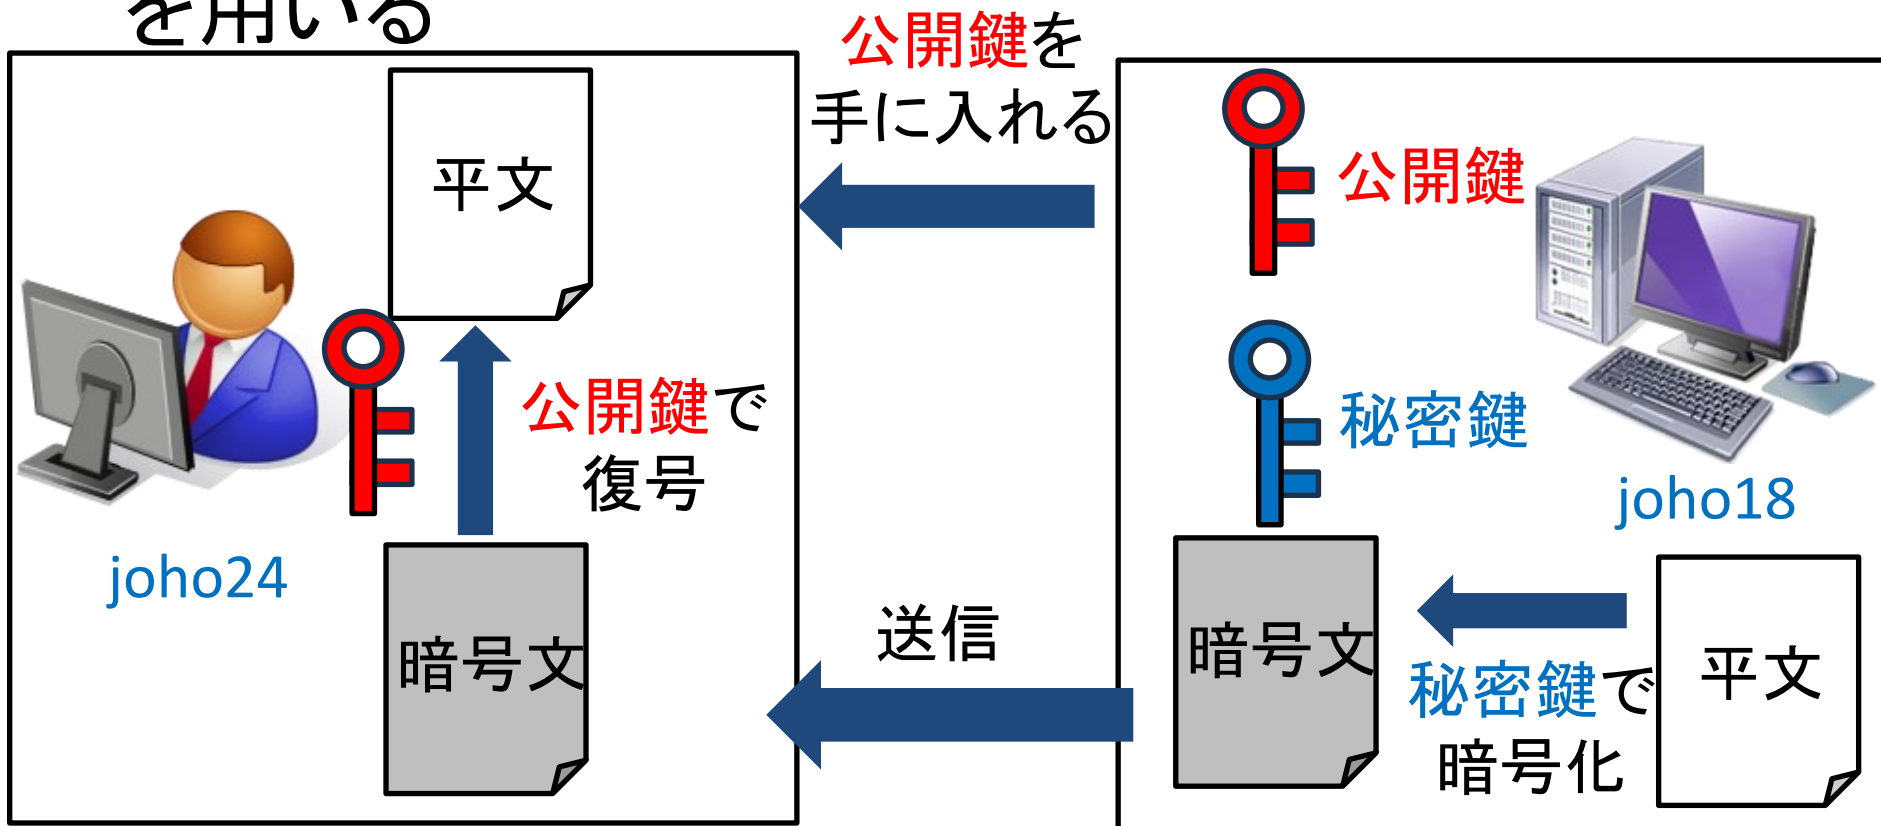 を用いる
公開鍵を
手に入れる
平文
公開鍵
公開鍵で
復号
秘密鍵
joho18
joho24
暗号文
送信
暗号文
秘密鍵で
暗号化
平文